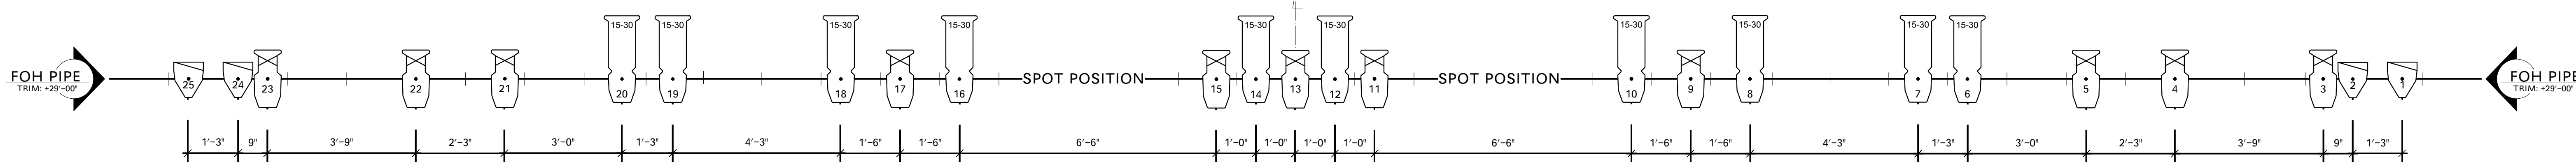 15-30 15-30 15-30 15-30 15-30 15-30 15-30 15-30 15-30 15-30
FOH PIPE
TRIM: +29'-00"
25 24 23 22 21 20 19 18 17 16 SPOT POSITION 15 14 13 12 11 SPOT POSITION 10 9 8 7 6 5 4 3 2 1
FOH PIPE
TRIM: +29'-00"
1'-3" 9" 3'-9" 2'-3" 3'-0" 1'-3" 4'-3" 1'-6" 1'-6" 6'-6" 1'-0" 1'-0" 1'-0" 1'-0" 6'-6" 1'-6" 1'-6" 4'-3" 1'-3" 3'-0" 2'-3" 3'-9" 9" 1'-3"